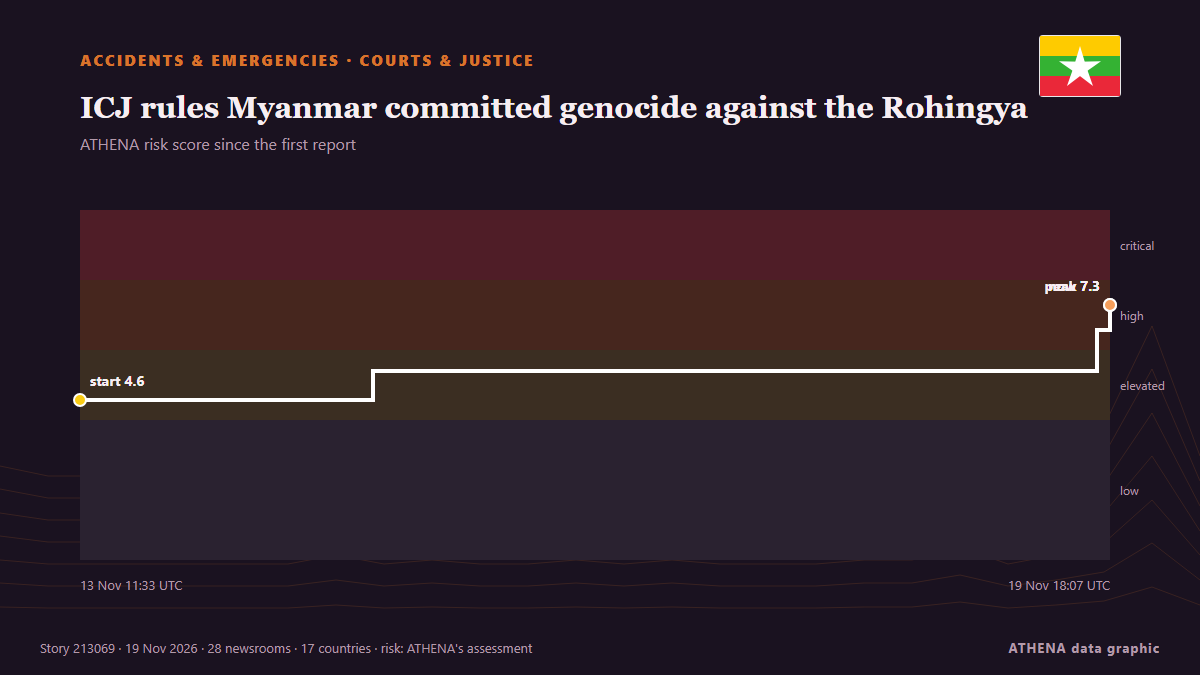 ACCIDENTS & EMERGENCIES · COURTS & JUSTICE
ICJ rules Myanmar committed genocide against the Rohingya
ATHENA risk score since the first report
critical
peak 7.3
high
start 4.6
elevated
low
13 Nov 11:33 UTC
19 Nov 18:07 UTC
Story 213069 · 19 Nov 2026 · 28 newsrooms · 17 countries · risk: ATHENA's assessment
ATHENA data graphic